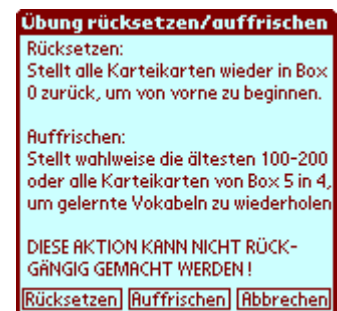 Übung rücksetzen/auffrischen
Rücksetzen:
Stellt alle Karteikarten wieder in Box
0 zurück, um von vorne zu beginnen.
Auffrischen:
Stellt wahlweise die ältesten 100-200
oder alle Karteikarten von Box 5 in 4,
um gelernte Vokabeln zu wiederholen
DIESE AKTION KANN NICHT RÜCK-
GÄNGIG GEMACHT WERDEN!
Rücksetzen Auffrischen Abbrechen